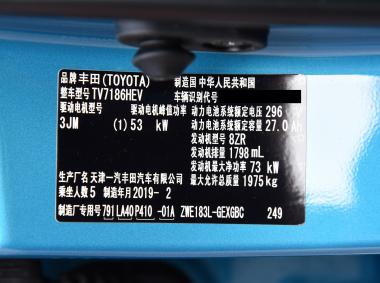 品牌 丰田(TOYOTA) 制造国 中华人民共和国
整车型号 TV7186HEV 车辆识别代号
驱动电机型号 驱动电机峰值功率 动力电池系统额定电压 296 V
3JM (1)53 kW 动力电池系统额定容量 27.0 Ah
发动机型号 8ZR
发动机排量 1798 mL
发动机最大净功率 73 kW
最大允许总质量 1975 kg
生产厂名 天津一汽丰田汽车有限公司
乘坐人数 5 制造年月 2019- 2
制造厂专用号 791 LA40 P410 -01A ZWE183L-GEXGBC 249